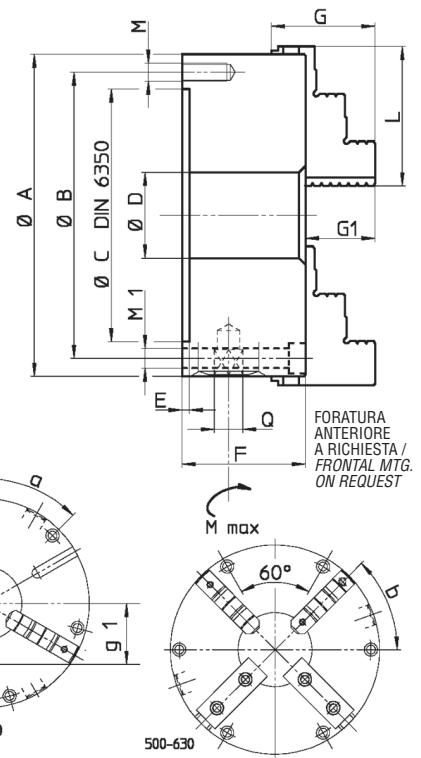 M
G
L
Ø A
Ø B
Ø C DIN 6350
Ø D
G1
M 1
E
Q
F
FORATURA
ANTERIORE
A RICHIESTA /
FRONTAL MTG.
ON REQUEST
M max
a
60°
b
g 1
500-630